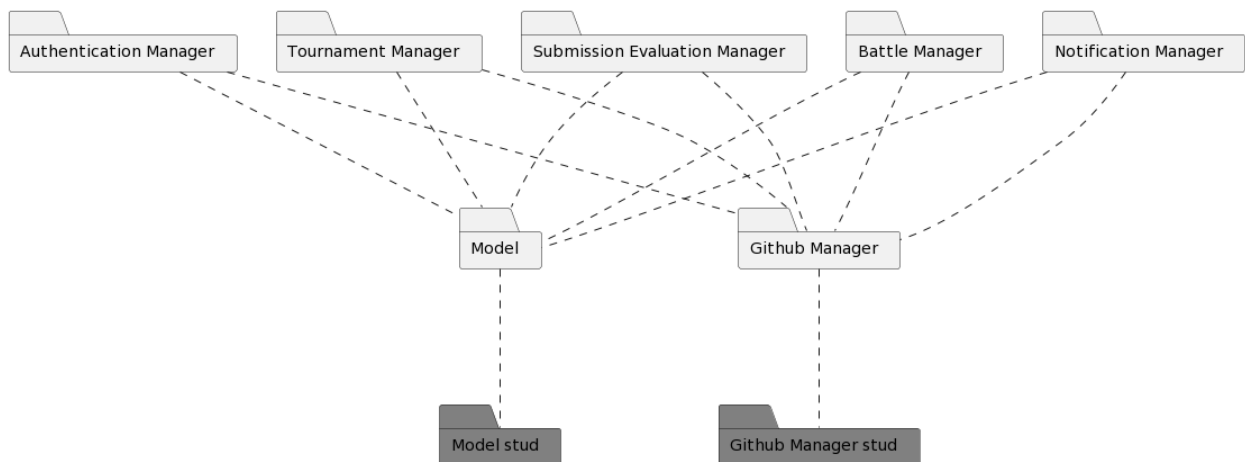 Authentication Manager
Tournament Manager
Submission Evaluation Manager
Battle Manager
Notification Manager
Model
Github Manager
Model stud
Github Manager stud